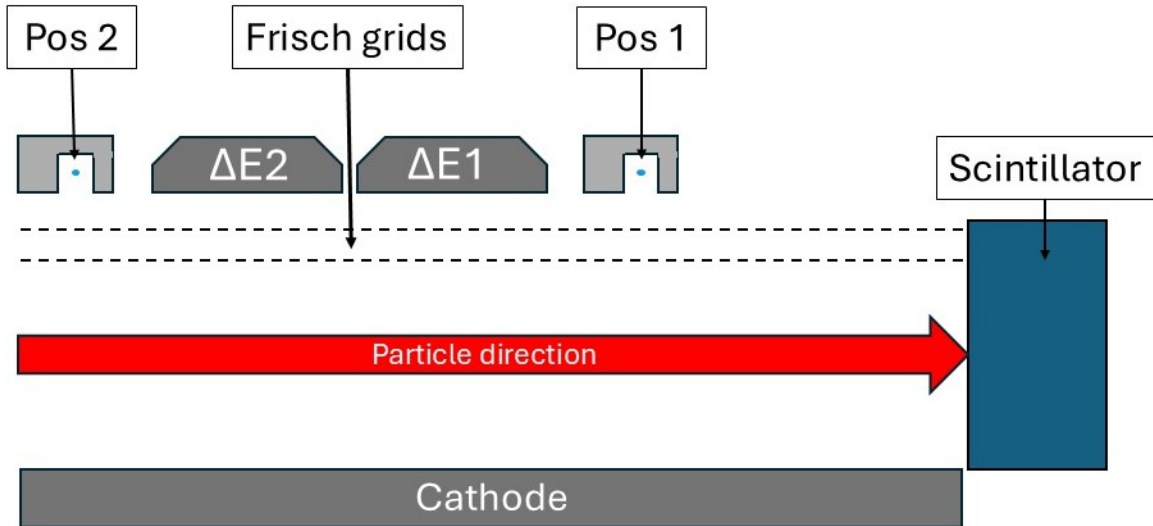 Pos 2
Frisch grids
Pos 1
ΔE2
ΔE1
Scintillator
Particle direction
Cathode